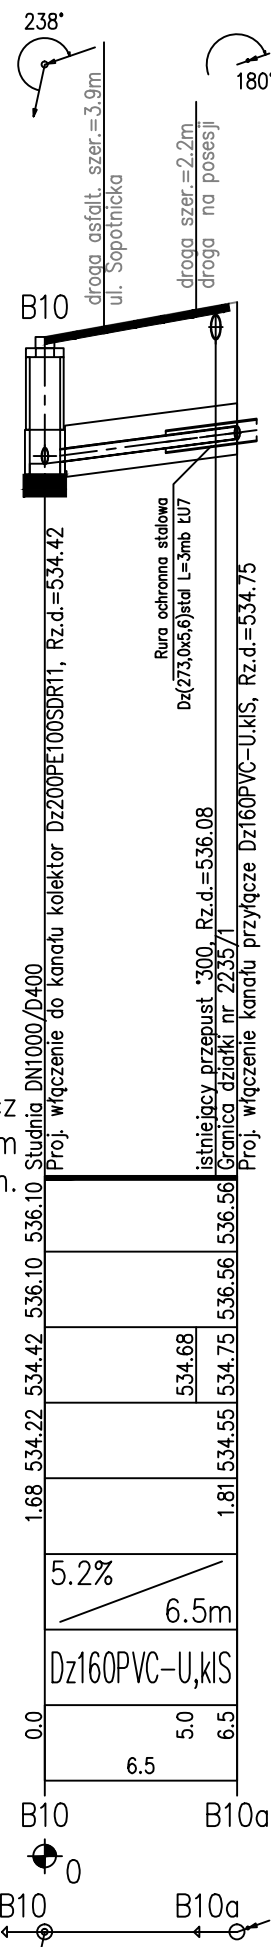 238°
180°
droga asfalt. szer.=3.9m
ul. Sopotnicka
droga szer.=2.2m
droga na posesji
B10
Rura ochronna stalowa
Dz(273,0x5,6)stal L=3mb ŁU7
Studnia DN1000/D400
Proj. włączenie do kanału kolektor Dz200PE100SDR11, Rz.d.=534.42
istniejący przepust °300, Rz.d.=536.08
Granica działki nr 2235/1
Proj. włączenie kanału przyłącze Dz160PVC-U.klS, Rz.d.=534.75
cz
m
n.
536.10 536.56
536.10 536.56
534.42 534.68 534.75
534.22 534.55
1.68 1.81
5.2%
6.5m
Dz160PVC-U,klS
0.0 5.0 6.5
6.5
B10 B10a
0
B10 B10a